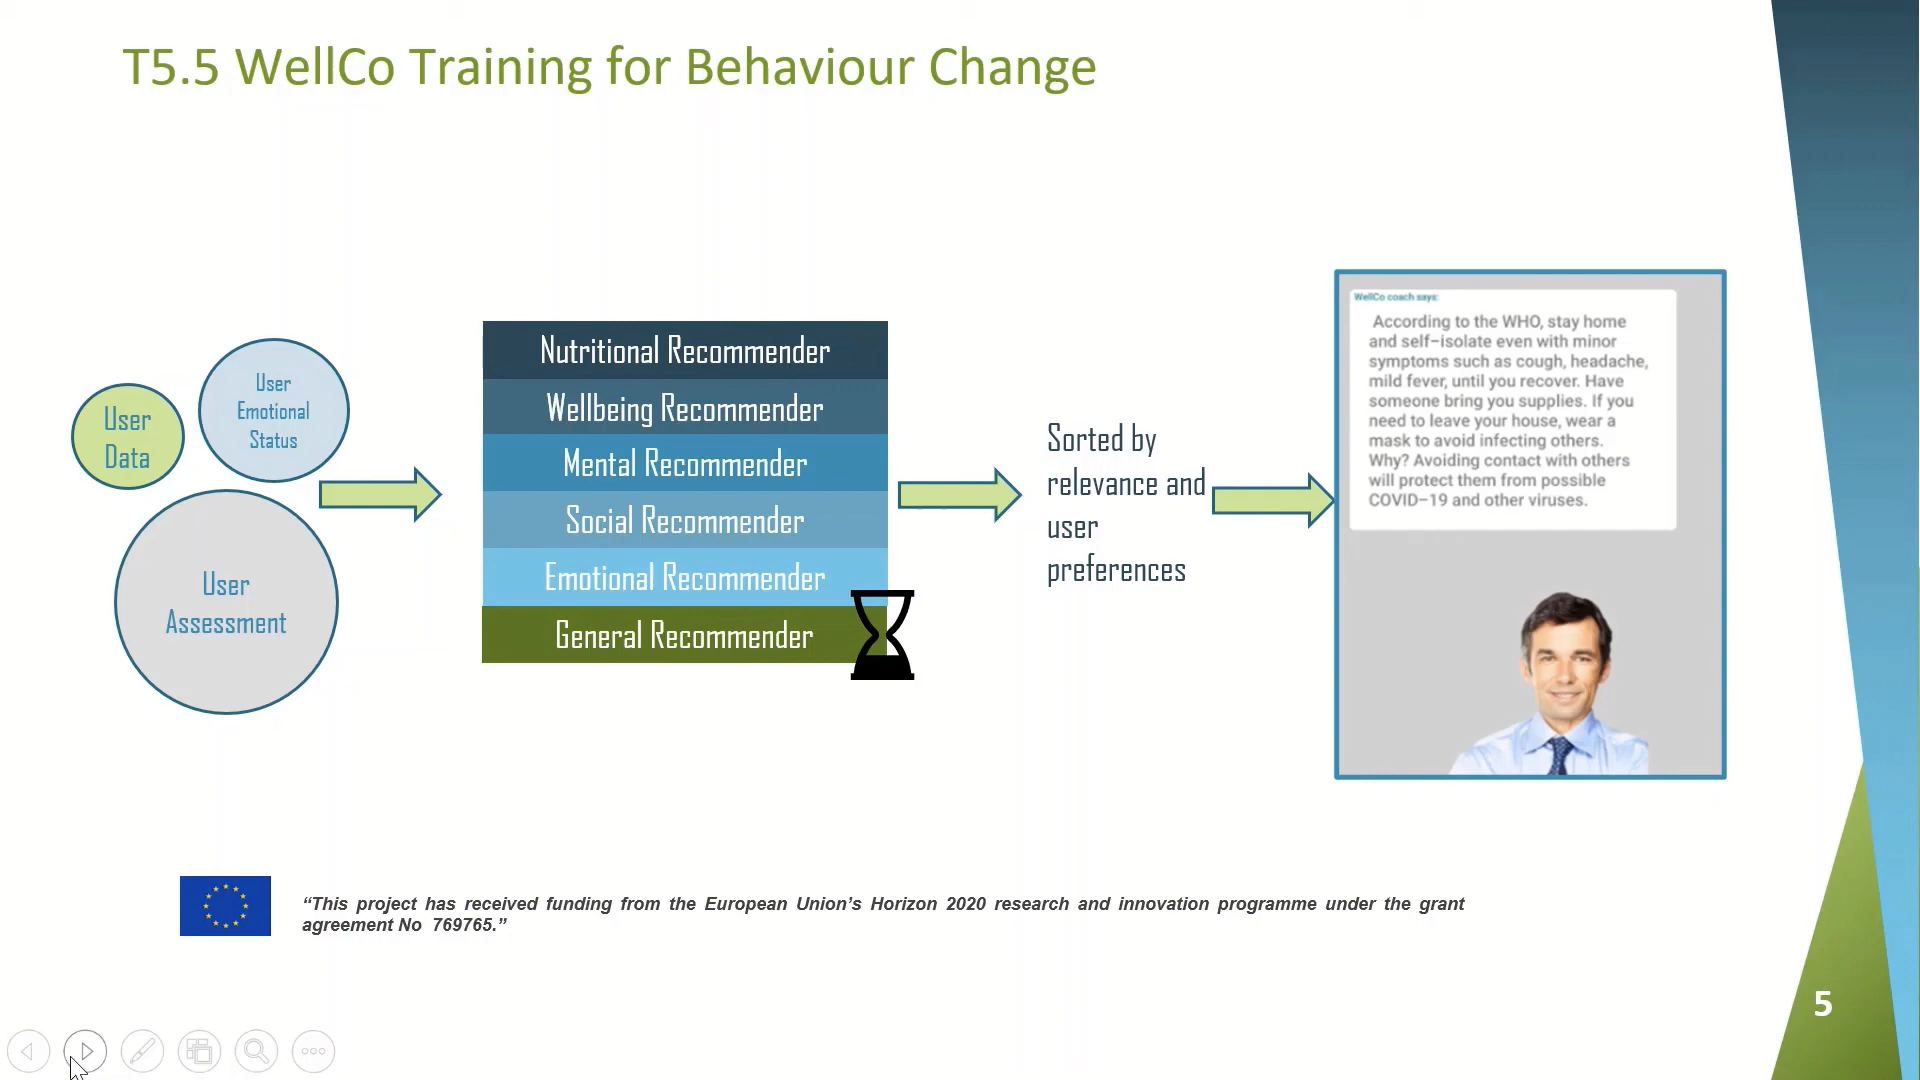 T5.5 WellCo Training for Behaviour Change
User
Data
User
Emotional
Status
User
Assessment
Nutritional Recommender
Wellbeing Recommender
Mental Recommender
Social Recommender
Emotional Recommender
General Recommender
Sorted by
relevance and
user
preferences
WellCo coach says:
According to the WHO, stay home
and self-isolate even with minor
symptoms such as cough, headache,
mild fever, until you recover. Have
someone bring you supplies. If you
need to leave your house, wear a
mask to avoid infecting others.
Why? Avoiding contact with others
will protect them from possible
COVID-19 and other viruses.
“This project has received funding from the European Union’s Horizon 2020 research and innovation programme under the grant
agreement No 769765.”
5